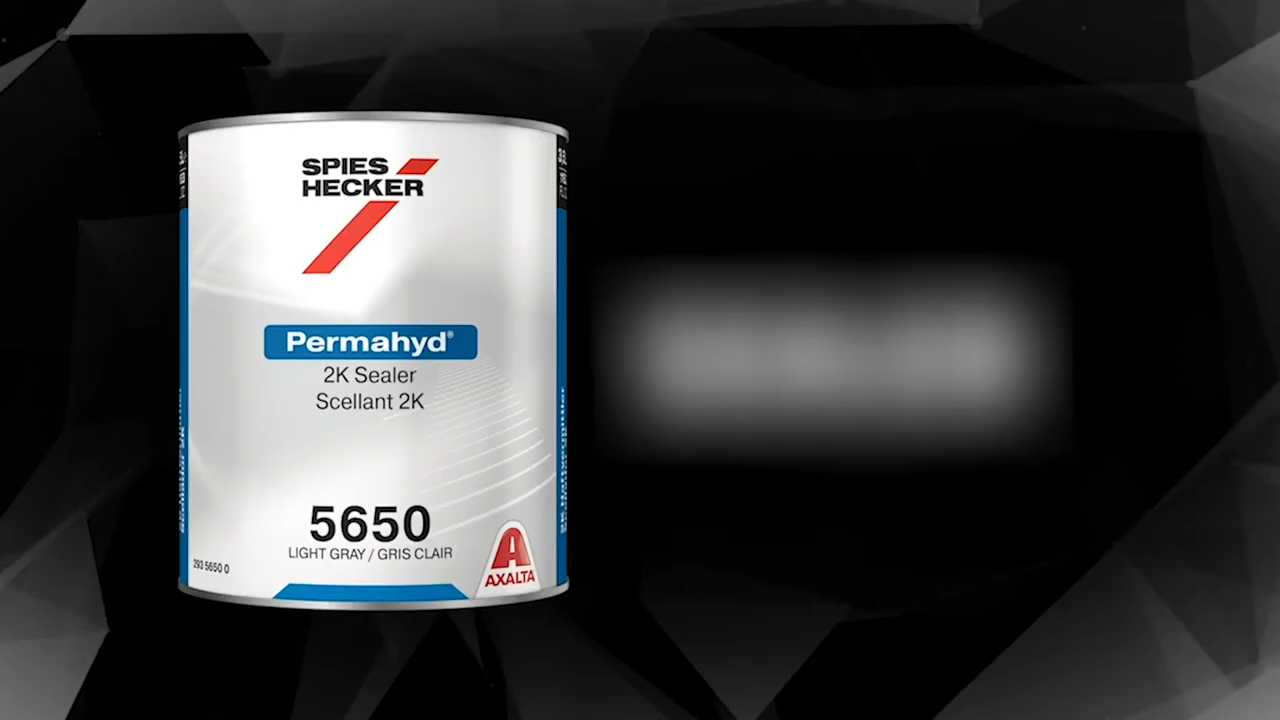 SPIES
HECKER
Permahyd®
2K Sealer
Scellant 2K
5650
LIGHT GRAY / GRIS CLAIR
293 5650 0
AXALTA